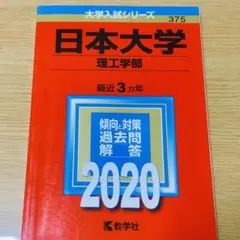 大学入試シリーズ
375
日本大学
理工学部
最近3カ年
傾向と対策
過去問
解答
2020
教学社